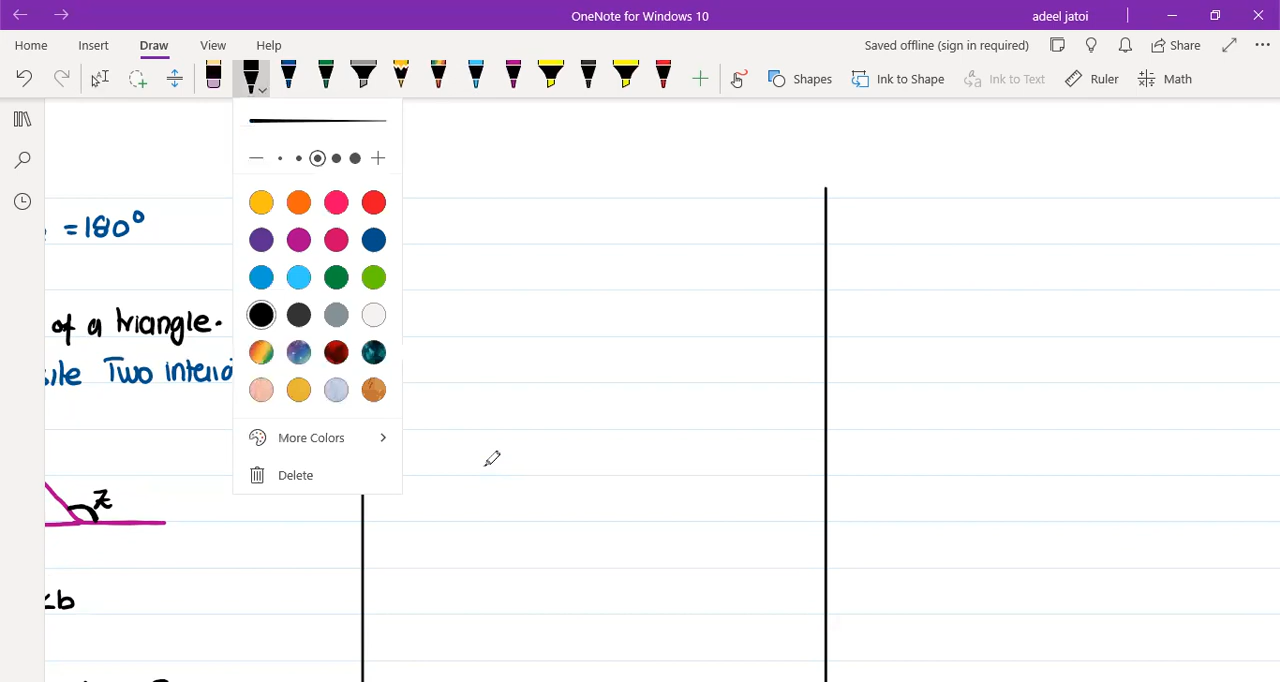 OneNote for Windows 10
adeel jatoi
Home Insert Draw View Help
Saved offline (sign in required)
Share
Shapes
Ink to Shape
Ink to Text
Ruler
Math
= 180°
of a triangle.
Two interio
z
<b
More Colors
Delete